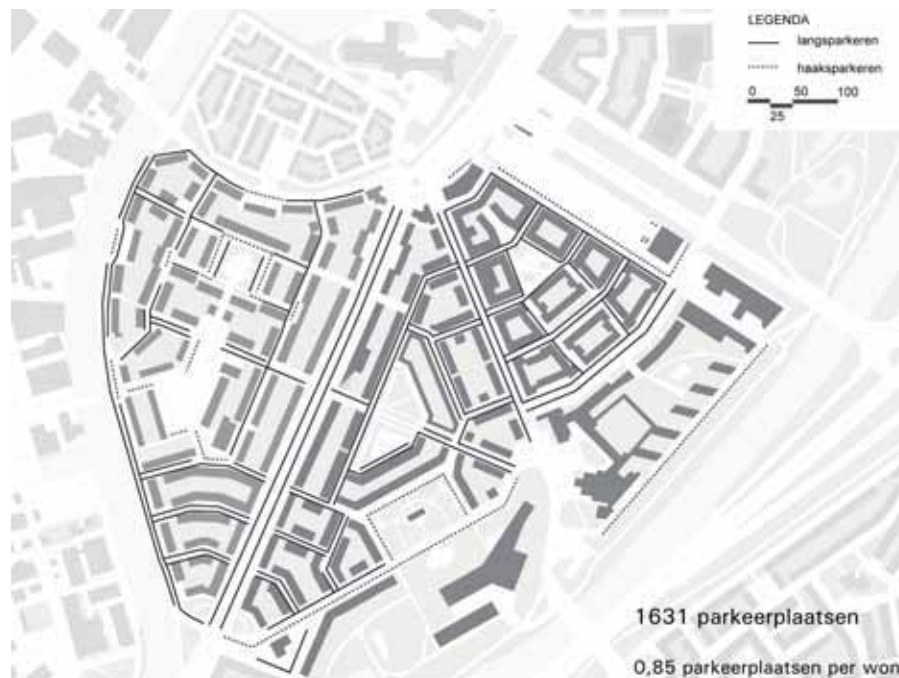 LEGENDA
langsparkeren
haaksparkeren
0 50 100
25
1631 parkeerplaatsen
0,85 parkeerplaatsen per won